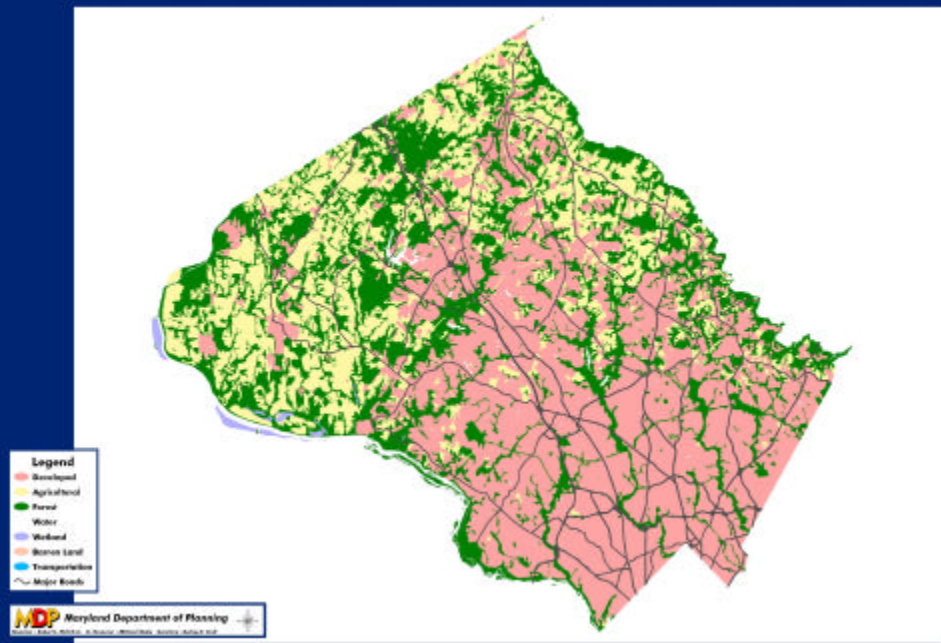 Legend
Developed
Agricultural
Forest
Water
Wetland
Barren Land
Transportation
Major Roads
MDP Maryland Department of Planning